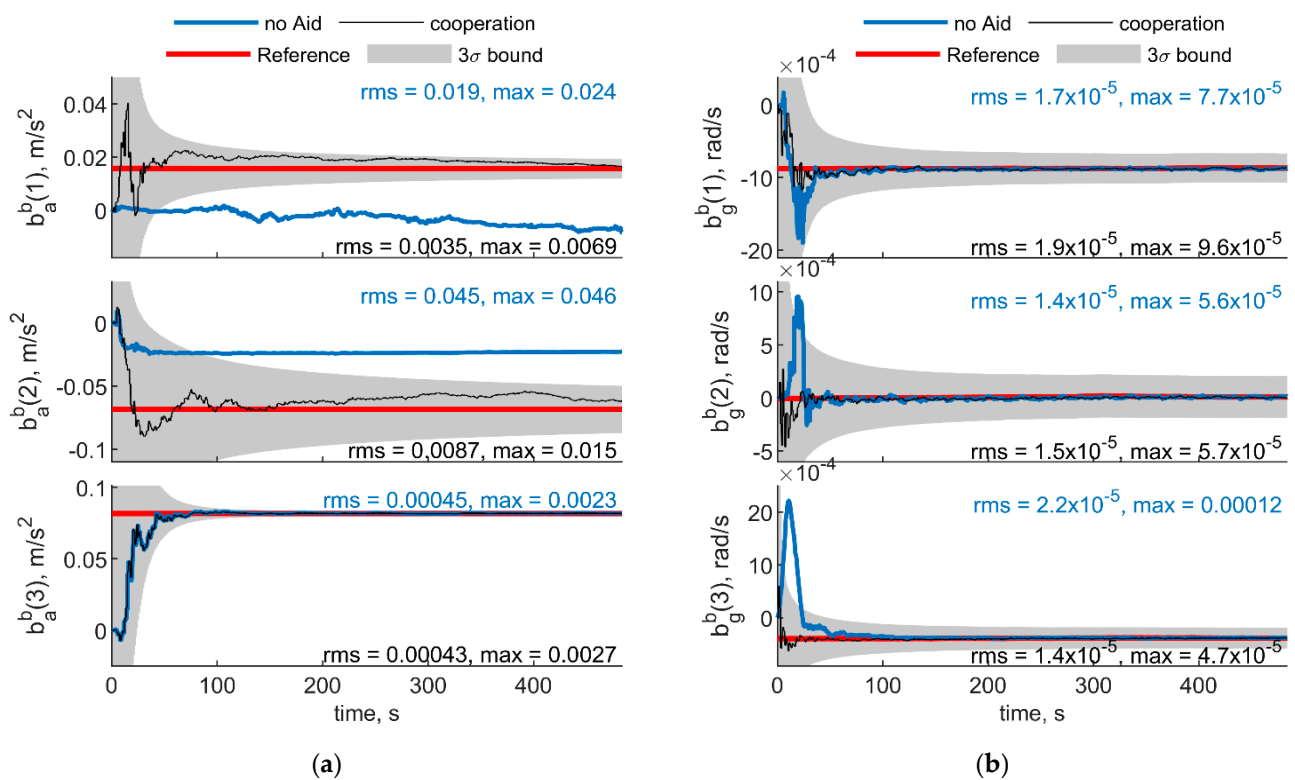 no Aid cooperation
Reference 3σ bound
0.04
0.02
0
b_a^b(1), m/s^2
rms = 0.019, max = 0.024
rms = 0.0035, max = 0.0069
0
-0.05
-0.1
b_a^b(2), m/s^2
rms = 0.045, max = 0.046
rms = 0.0087, max = 0.015
0.1
0.05
0
b_a^b(3), m/s^2
rms = 0.00045, max = 0.0023
rms = 0.00043, max = 0.0027
0 100 200 300 400
time, s
(a)
no Aid cooperation
Reference 3σ bound
×10^-4
0
-10
-20
b_g^b(1), rad/s
rms = 1.7x10^-5, max = 7.7x10^-5
rms = 1.9x10^-5, max = 9.6x10^-5
×10^-4
10
5
0
-5
b_g^b(2), rad/s
rms = 1.4x10^-5, max = 5.6x10^-5
rms = 1.5x10^-5, max = 5.7x10^-5
×10^-4
20
10
0
b_g^b(3), rad/s
rms = 2.2x10^-5, max = 0.00012
rms = 1.4x10^-5, max = 4.7x10^-5
0 100 200 300 400
time, s
(b)